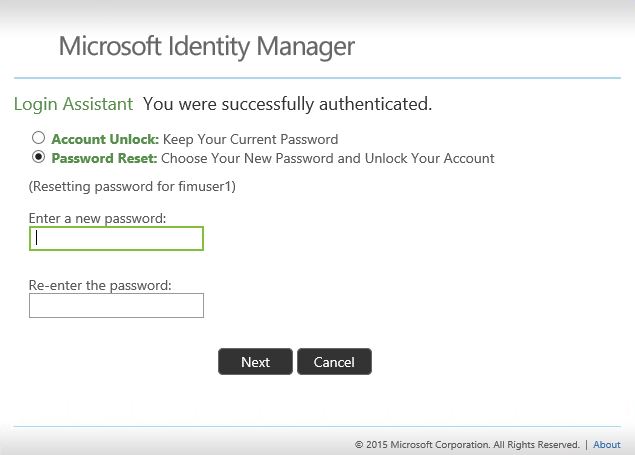 Microsoft Identity Manager
Login Assistant You were successfully authenticated.
Account Unlock: Keep Your Current Password
Password Reset: Choose Your New Password and Unlock Your Account
(Resetting password for fimuser1)
Enter a new password:
Re-enter the password:
Next Cancel
© 2015 Microsoft Corporation. All Rights Reserved. | About